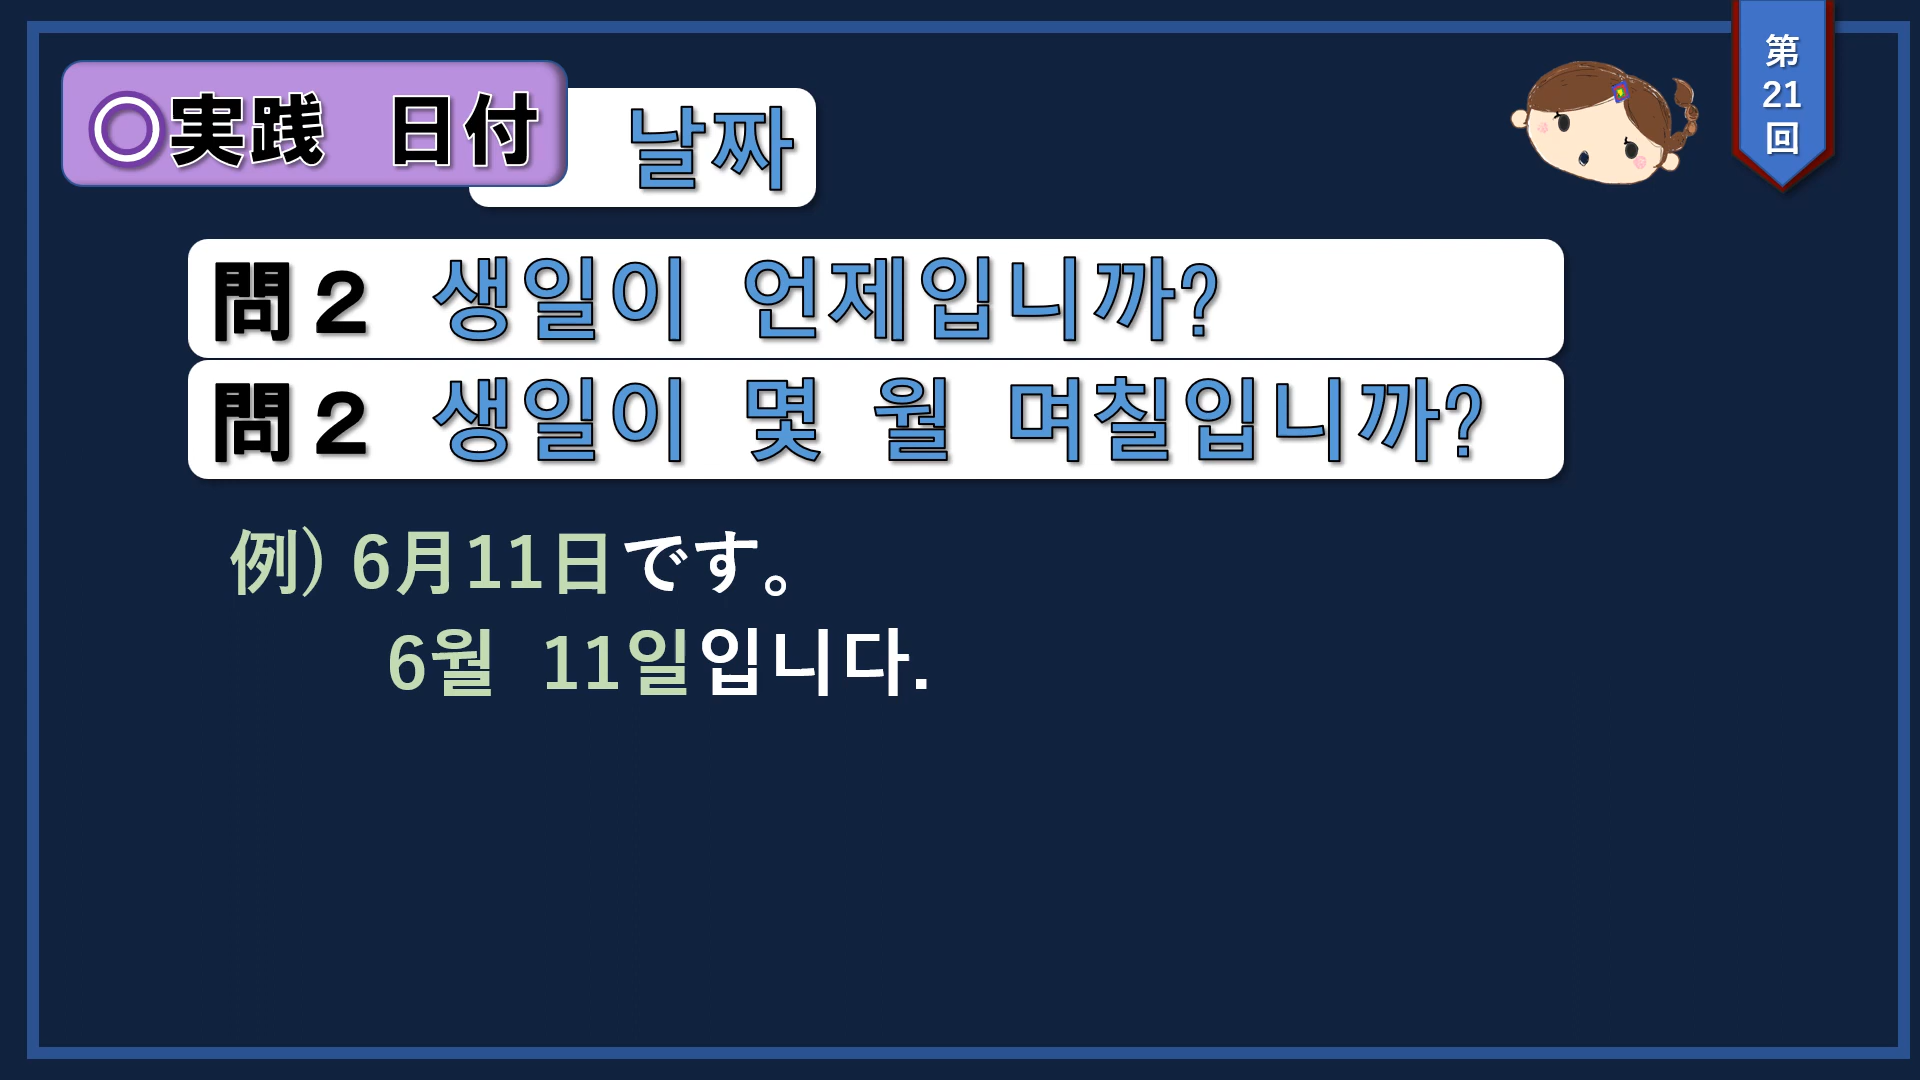 ◯実践　日付
날짜
第
21
回
問２ 생일이 언제입니까?
問２ 생일이 몇 월 며칠입니까?
例）6月11日です。
6월 11일입니다.